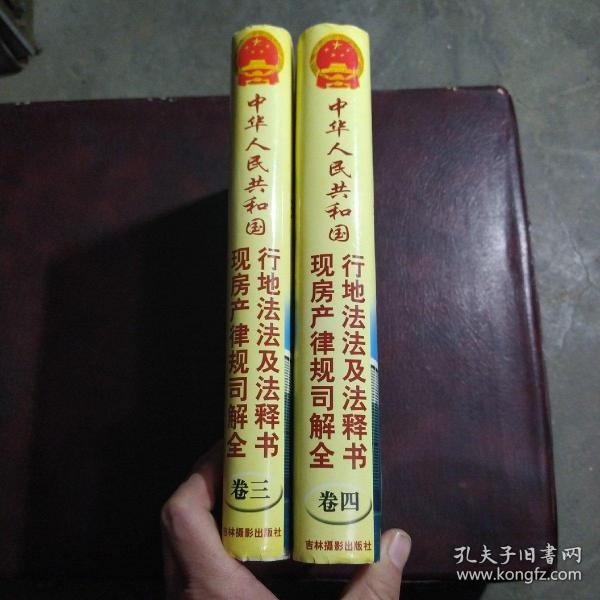 中华人民共和国
现行房地产法律法规及司法解释全书
卷三
吉林摄影出版社
中华人民共和国
现行房地产法律法规及司法解释全书
卷四
吉林摄影出版社
孔夫子旧书网
www.kongfz.com